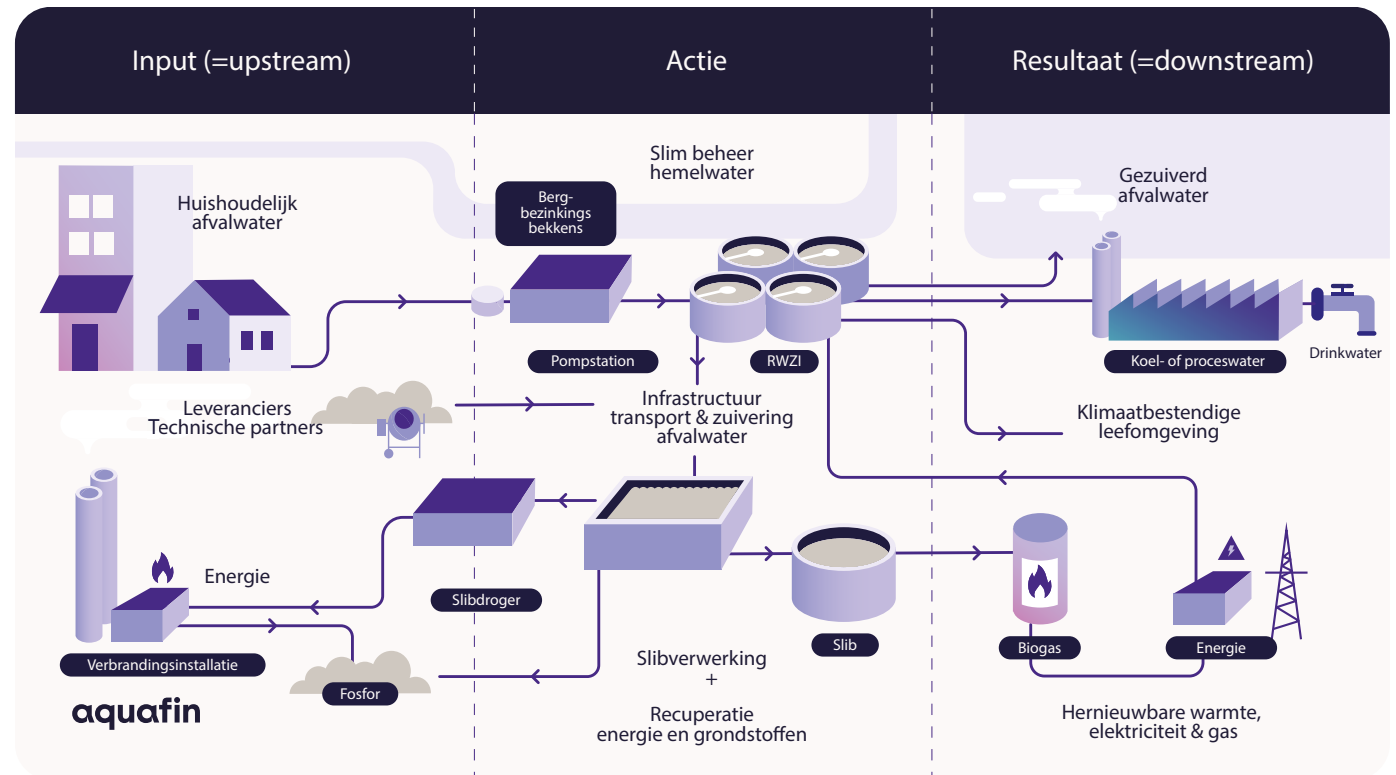 Input (=upstream)
Actie
Resultaat (=downstream)
Huishoudelijk
afvalwater
Berg-
bezinkings
bekkens
Slim beheer
hemelwater
Gezuiverd
afvalwater
Pompstation
RWZI
Koel- of proceswater
Drinkwater
Leveranciers
Technische partners
Infrastructuur
transport & zuivering
afvalwater
Klimaatbestendige
leefomgeving
Energie
Slibdroger
Verbrandingsinstallatie
Fosfor
Slib
Biogas
Energie
Slibverwerking
+
Recuperatie
energie en grondstoffen
Hernieuwbare warmte,
elektriciteit & gas
aquafin